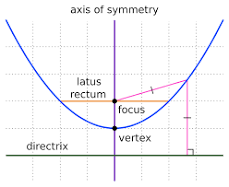 axis of symmetry
latus
rectum
focus
vertex
directrix